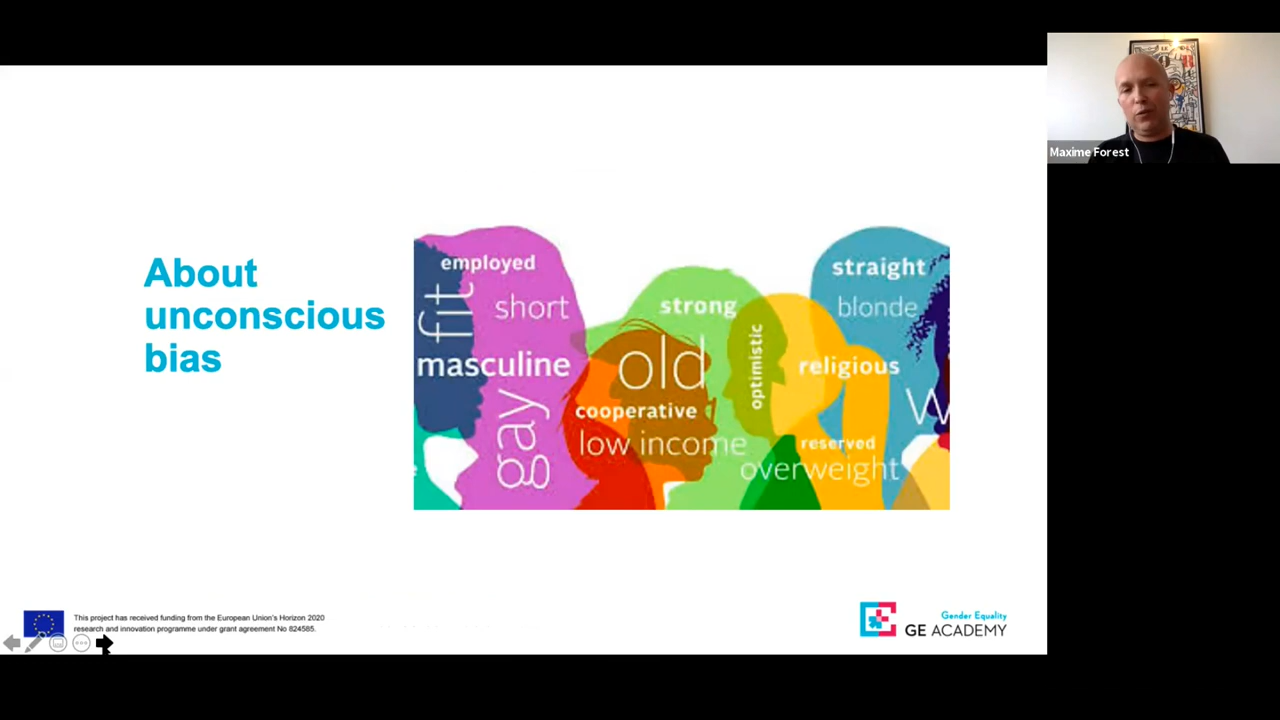 Maxime Forest
About
unconscious
bias
employed
fit
short
masculine
gay
strong
old
cooperative
low income
optimistic
straight
blonde
religious
reserved
overweight
This project has received funding from the European Union's Horizon 2020
research and innovation programme under grant agreement No 824585.
Gender Equality
GE ACADEMY